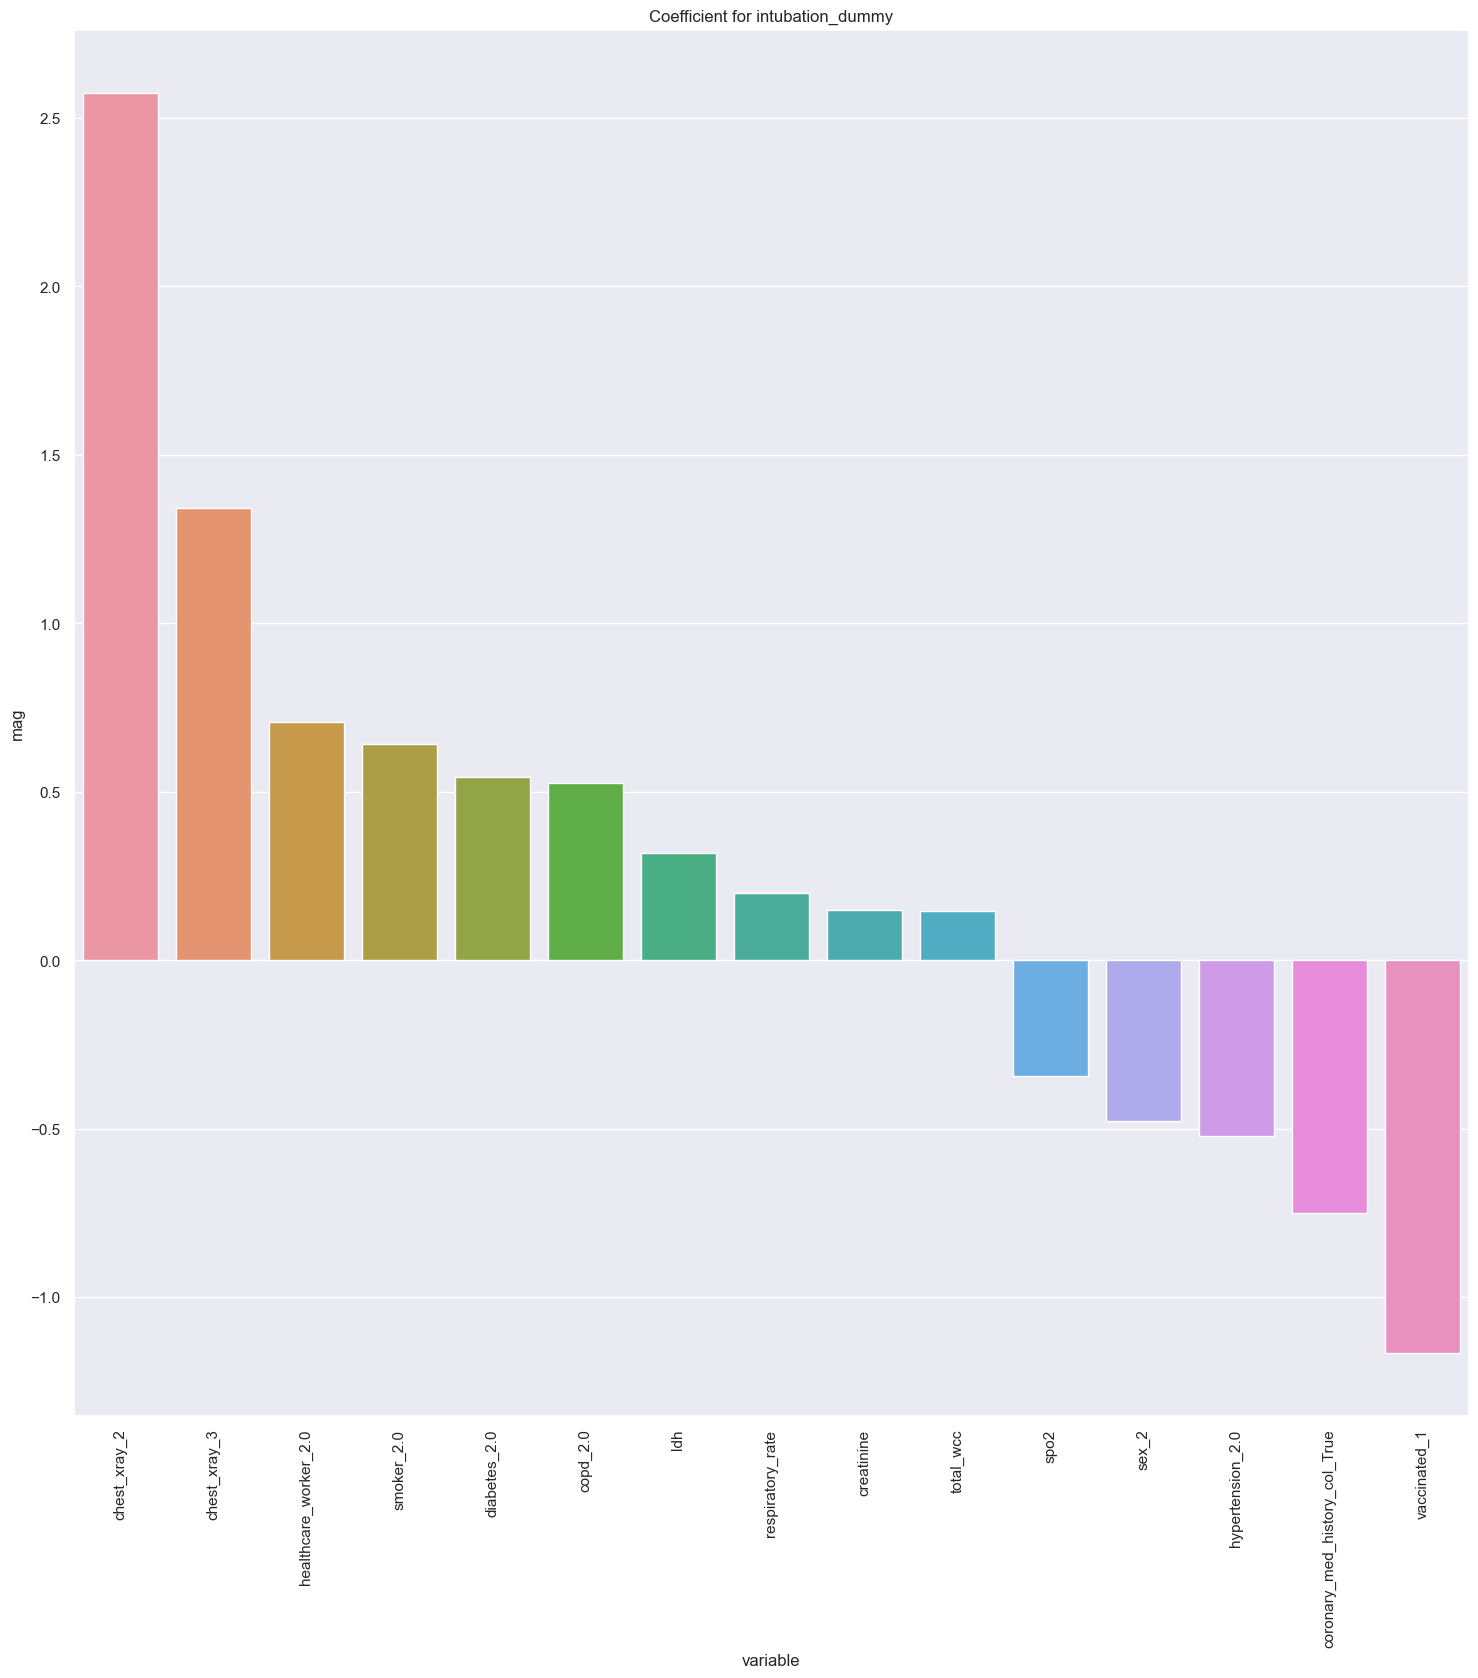 Coefficient for intubation_dummy
mag
2.5
2.0
1.5
1.0
0.5
0.0
−0.5
−1.0
chest_xray_2
chest_xray_3
healthcare_worker_2.0
smoker_2.0
diabetes_2.0
copd_2.0
ldh
respiratory_rate
creatinine
total_wcc
spo2
sex_2
hypertension_2.0
coronary_med_history_col_True
vaccinated_1
variable